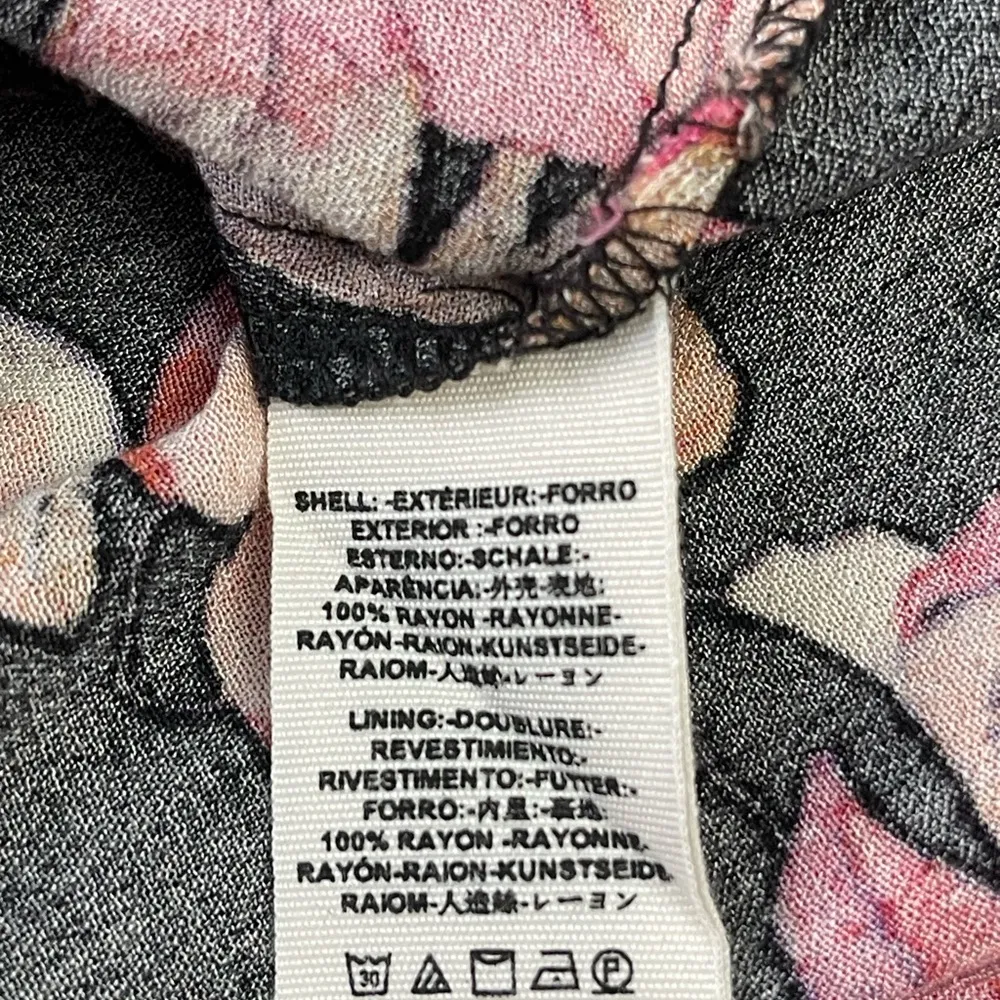 SHELL: -EXTÉRIEUR:-FORRO
EXTERIOR :-FORRO
ESTERNO:-SCHALE:-
APARÊNCIA:-外壳-表地:
100% RAYON -RAYONNE-
RAYÓN-RAION-KUNSTSEIDE-
RAIOM-人造絲-レーヨン
LINING:-DOUBLURE:-
REVESTIMIENTO:-
RIVESTIMENTO:-FUTTER:-
FORRO:-内里:-裏地:
100% RAYON -RAYONNE-
RAYÓN-RAION-KUNSTSEIDE-
RAIOM-人造絲-レーヨン
30 P